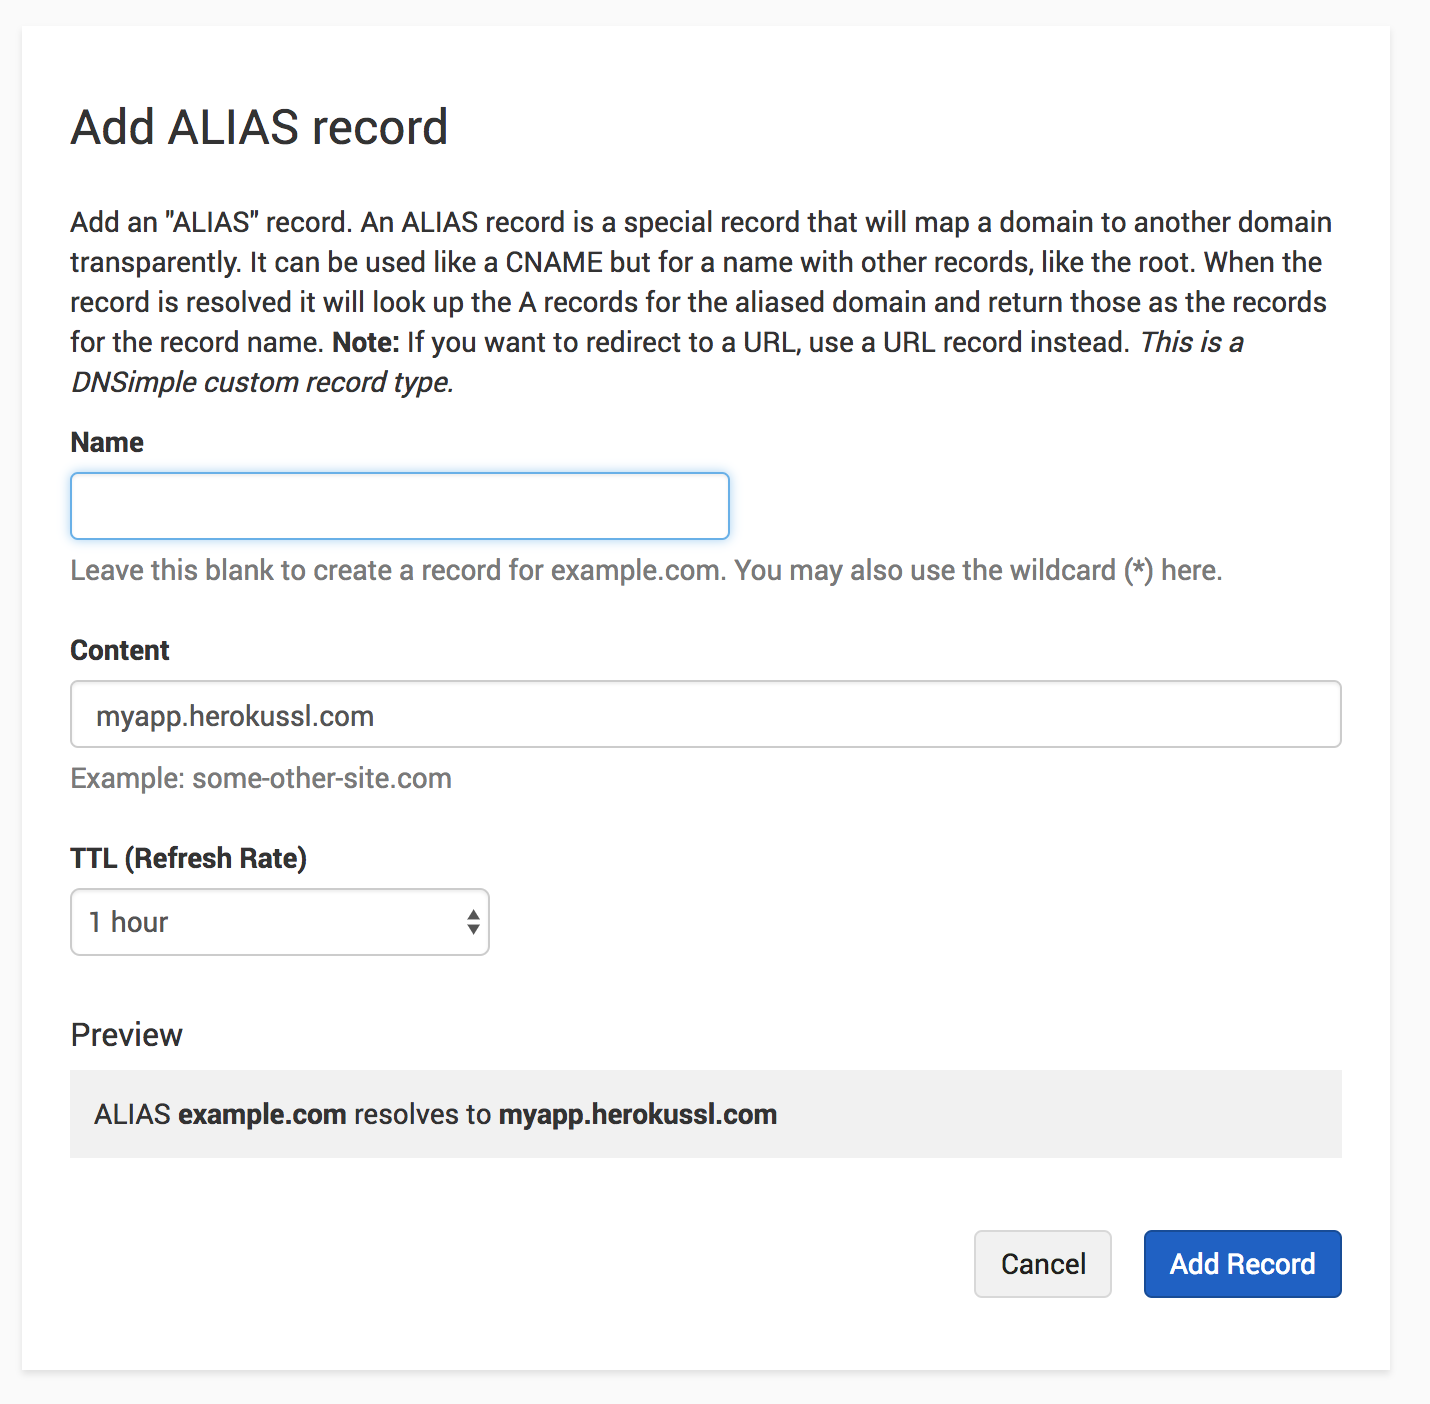 Add ALIAS record
Add an "ALIAS" record. An ALIAS record is a special record that will map a domain to another domain
transparently. It can be used like a CNAME but for a name with other records, like the root. When the
record is resolved it will look up the A records for the aliased domain and return those as the records
for the record name. Note: If you want to redirect to a URL, use a URL record instead. This is a
DNSimple custom record type.
Name
Leave this blank to create a record for example.com. You may also use the wildcard (*) here.
Content
myapp.herokussl.com
Example: some-other-site.com
TTL (Refresh Rate)
1 hour
Preview
ALIAS example.com resolves to myapp.herokussl.com
Cancel Add Record